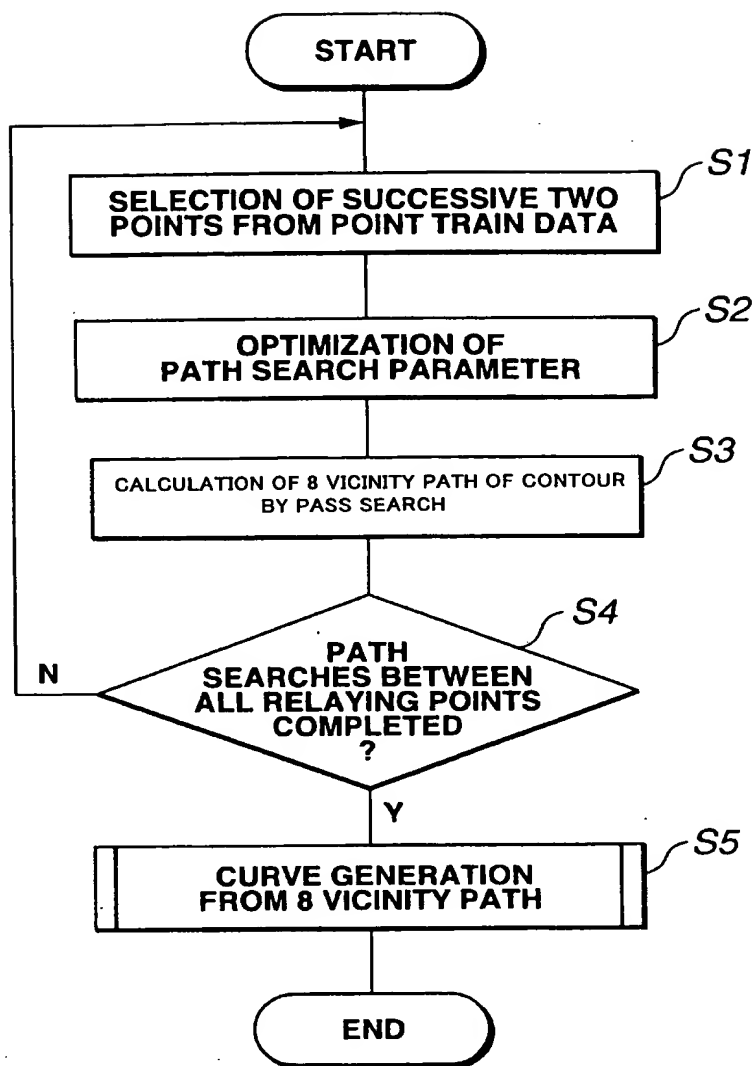 START
S1
SELECTION OF SUCCESSIVE TWO
POINTS FROM POINT TRAIN DATA
S2
OPTIMIZATION OF
PATH SEARCH PARAMETER
S3
CALCULATION OF 8 VICINITY PATH OF CONTOUR
BY PASS SEARCH
S4
N
PATH
SEARCHES BETWEEN
ALL RELAYING POINTS
COMPLETED
?
Y
S5
CURVE GENERATION
FROM 8 VICINITY PATH
END